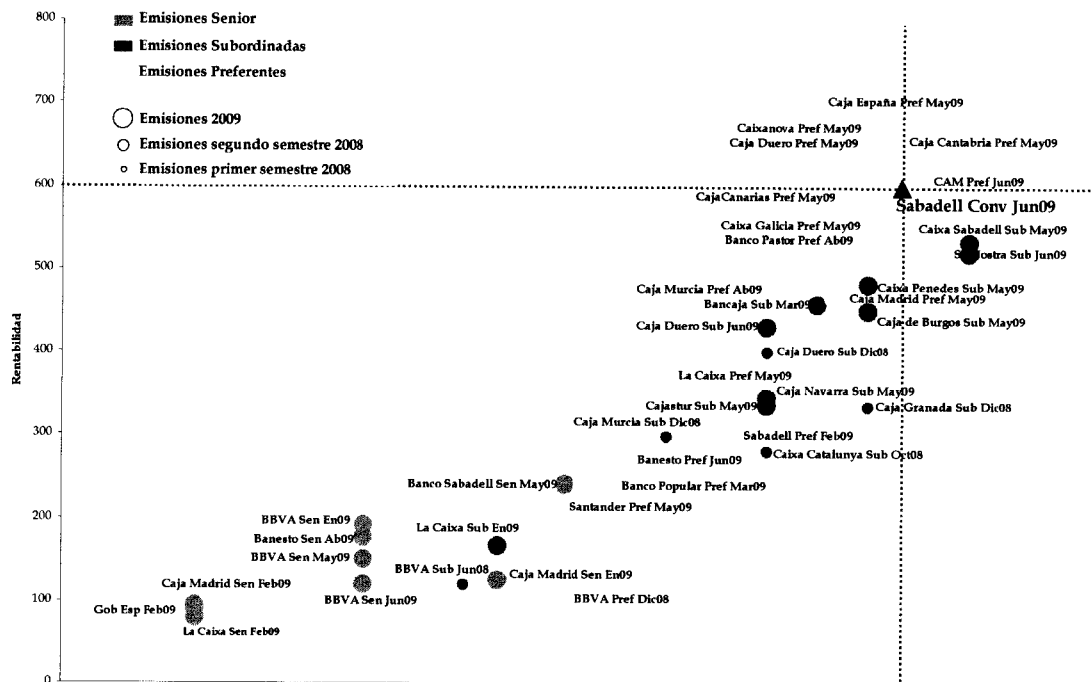 800
Emisiones Senior
Emisiones Subordinadas
Emisiones Preferentes
700
Caja España Pref May09
Emisiones 2009
Caixanova Pref May09
Emisiones segundo semestre 2008
Caja Duero Pref May09
Caja Cantabria Pref May09
Emisiones primer semestre 2008
600
CAM Pref Jun09
CajaCanarias Pref May09
Sabadell Conv Jun09
Caixa Galicia Pref May09
Caixa Sabadell Sub May09
Banco Pastor Pref Ab09
Sub Jun09
500
Caja Murcia Pref Ab09
Caixa Penedes Sub May09
Bancaja Sub Mar09
Caja Madrid Pref May09
Caja Duero Sub Jun09
Caja de Burgos Sub May09
400
Caja Duero Sub Dic08
Rentabilidad
La Caixa Pref May09
Caja Navarra Sub May09
Cajastur Sub May09
Caja Granada Sub Dic08
Caja Murcia Sub Dic08
300
Sabadell Pref Feb09
Banesto Pref Jun09
Caixa Catalunya Sub Oct08
Banco Sabadell Sen May09
Banco Popular Pref Mar09
Santander Pref May09
200
BBVA Sen En09
La Caixa Sub En09
Banesto Sen Ab09
BBVA Sen May09
BBVA Sub Jun08
Caja Madrid Sen En09
Caja Madrid Sen Feb09
BBVA Sen Jun09
BBVA Pref Dic08
100
Gob Esp Feb09
La Caixa Sen Feb09
0